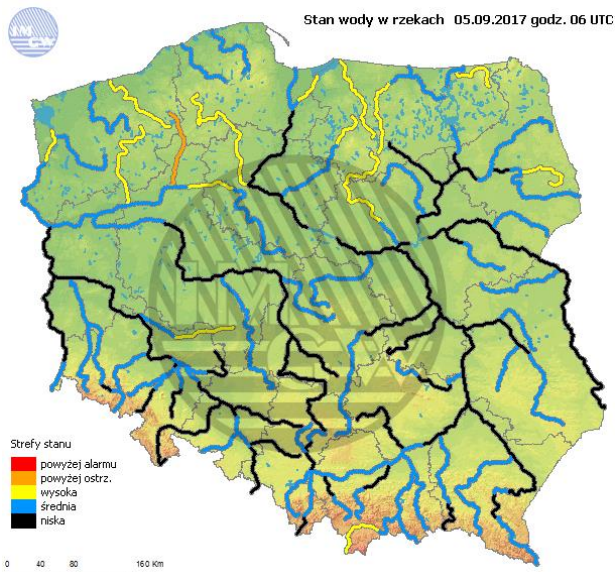 Stan wody w rzekach 05.09.2017 godz. 06 UTC
Strefy stanu
powyżej alarmu
powyżej ostrz.
wysoka
średnia
niska
0 40 80 160 Km